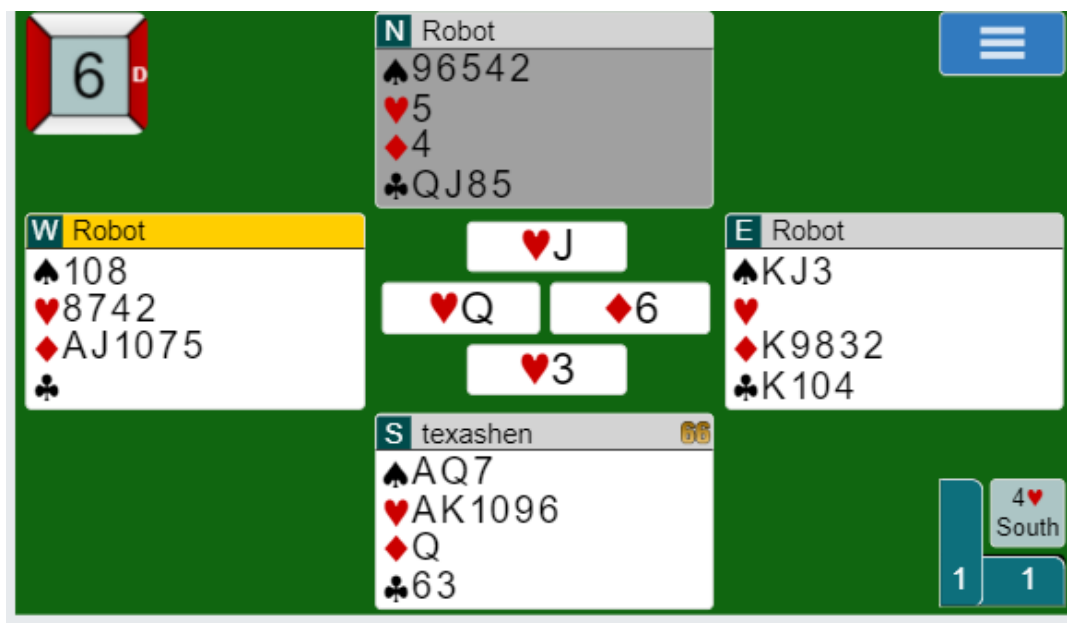 6 D
N Robot
♠96542
♥5
♦4
♣QJ85
W Robot
♠108
♥8742
♦AJ1075
♣
♥J
♥Q ♦6
♥3
E Robot
♠KJ3
♥
♦K9832
♣K104
S texashen 66
♠AQ7
♥AK1096
♦Q
♣63
4♥
South
1 1